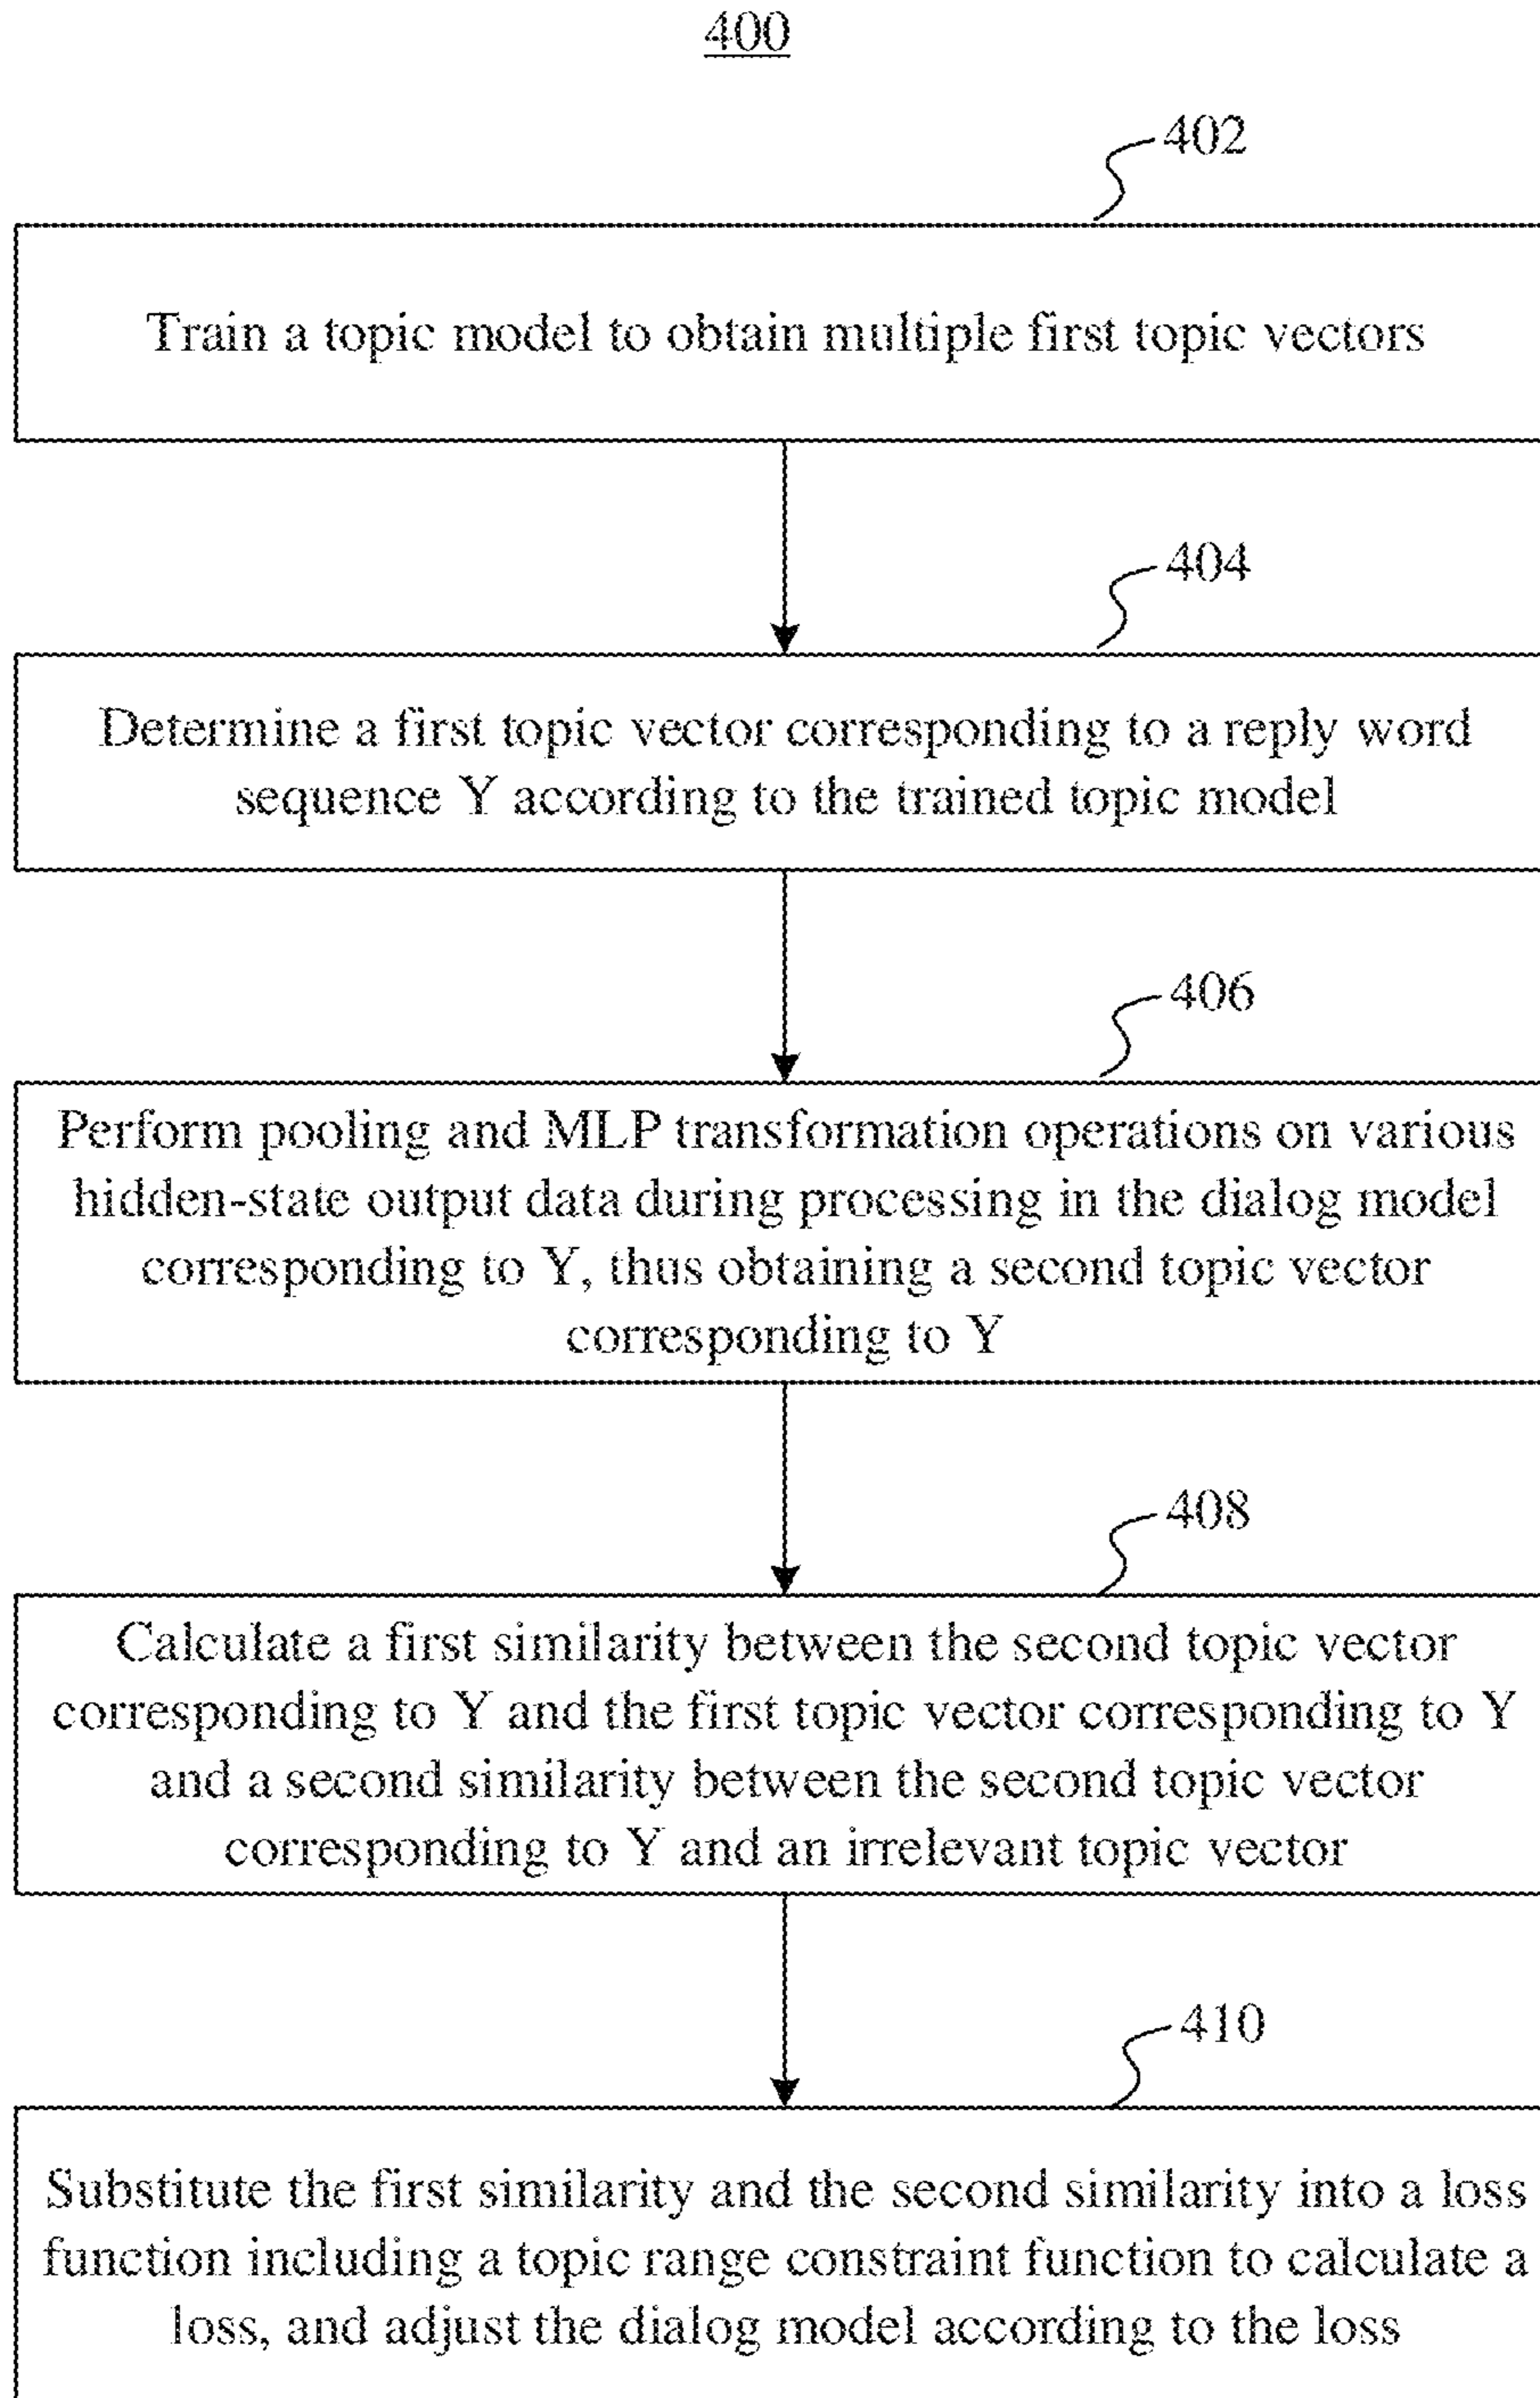 400
402
Train a topic model to obtain multiple first topic vectors
404
Determine a first topic vector corresponding to a reply word
sequence Y according to the trained topic model
406
Perform pooling and MLP transformation operations on various
hidden-state output data during processing in the dialog model
corresponding to Y, thus obtaining a second topic vector
corresponding to Y
408
Calculate a first similarity between the second topic vector
corresponding to Y and the first topic vector corresponding to Y
and a second similarity between the second topic vector
corresponding to Y and an irrelevant topic vector
410
Substitute the first similarity and the second similarity into a loss
function including a topic range constraint function to calculate a
loss, and adjust the dialog model according to the loss